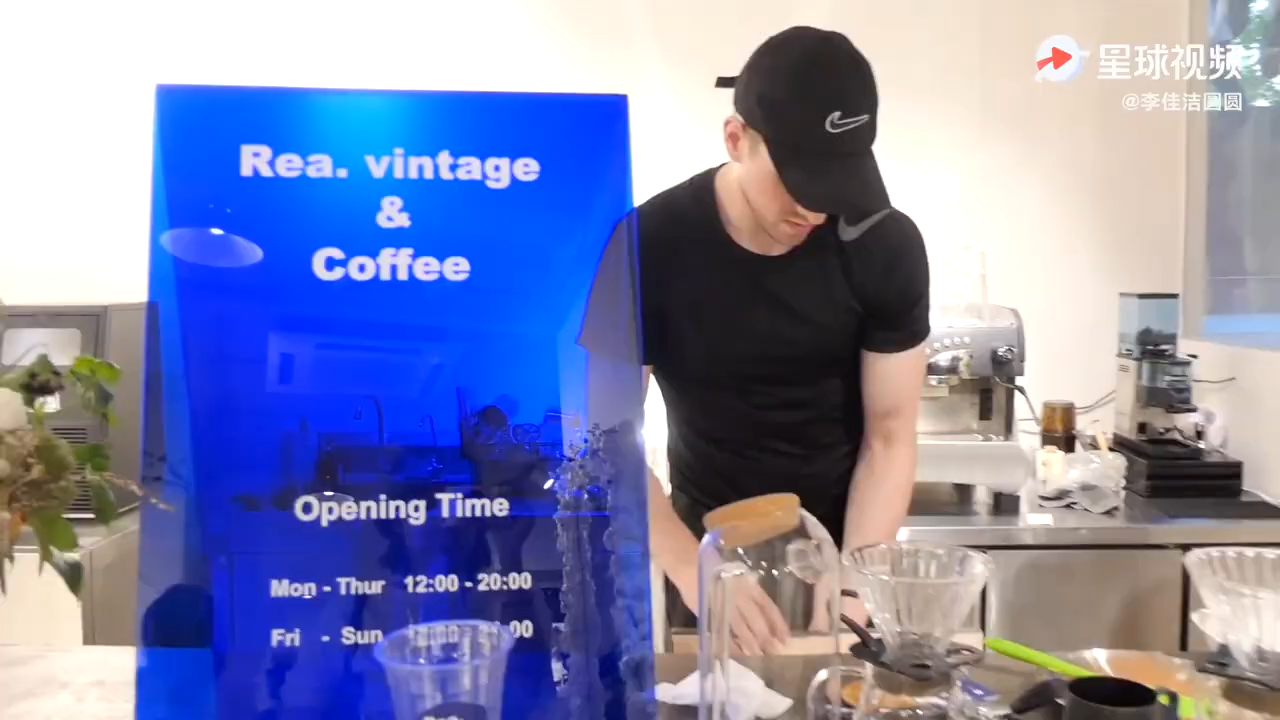 星球视频
@李佳洁圆圆
Rea. vintage
&
Coffee
Opening Time
Mon - Thur 12:00 - 20:00
Fri - Sun